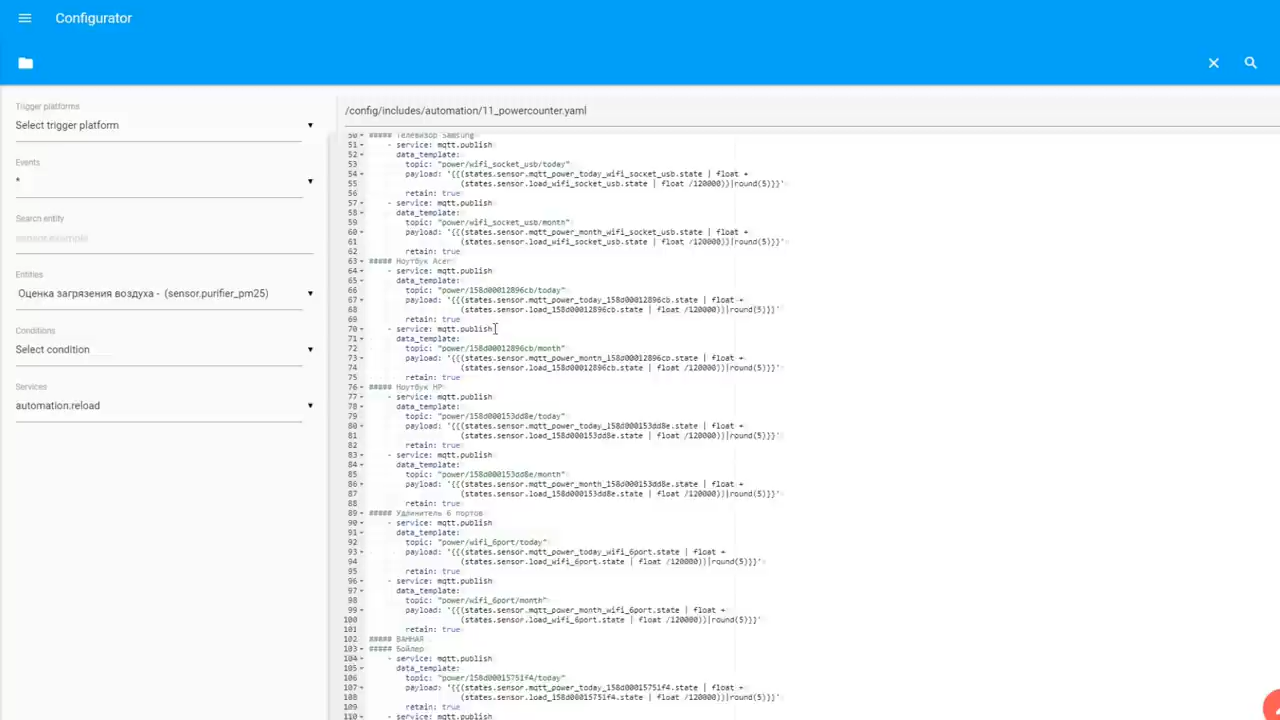 Configurator
Trigger platforms
Select trigger platform
Events
*
Search entity
sensor.example
Entities
Оценка загрязения воздуха - (sensor.purifier_pm25)
Conditions
Select condition
Services
automation.reload
/config/includes/automation/11_powercounter.yaml
50 ##### Телевизор Samsung
51 - service: mqtt.publish
52 data_template:
53 topic: "power/wifi_socket_usb/today"
54 payload: '{{(states.sensor.mqtt_power_today_wifi_socket_usb.state | float +
55 (states.sensor.load_wifi_socket_usb.state | float /120000))|round(5)}}'
56 retain: true
57 - service: mqtt.publish
58 data_template:
59 topic: "power/wifi_socket_usb/month"
60 payload: '{{(states.sensor.mqtt_power_month_wifi_socket_usb.state | float +
61 (states.sensor.load_wifi_socket_usb.state | float /120000))|round(5)}}'
62 retain: true
63 ##### Ноутбук Acer
64 - service: mqtt.publish
65 data_template:
66 topic: "power/158d00012896cb/today"
67 payload: '{{(states.sensor.mqtt_power_today_158d00012896cb.state | float +
68 (states.sensor.load_158d00012896cb.state | float /120000))|round(5)}}'
69 retain: true
70 - service: mqtt.publish
71 data_template:
72 topic: "power/158d00012896cb/month"
73 payload: '{{(states.sensor.mqtt_power_month_158d00012896cb.state | float +
74 (states.sensor.load_158d00012896cb.state | float /120000))|round(5)}}'
75 retain: true
76 ##### Ноутбук HP
77 - service: mqtt.publish
78 data_template:
79 topic: "power/158d000153dd8e/today"
80 payload: '{{(states.sensor.mqtt_power_today_158d000153dd8e.state | float +
81 (states.sensor.load_158d000153dd8e.state | float /120000))|round(5)}}'
82 retain: true
83 - service: mqtt.publish
84 data_template:
85 topic: "power/158d000153dd8e/month"
86 payload: '{{(states.sensor.mqtt_power_month_158d000153dd8e.state | float +
87 (states.sensor.load_158d000153dd8e.state | float /120000))|round(5)}}'
88 retain: true
89 ##### Удлинитель 6 портов
90 - service: mqtt.publish
91 data_template:
92 topic: "power/wifi_6port/today"
93 payload: '{{(states.sensor.mqtt_power_today_wifi_6port.state | float +
94 (states.sensor.load_wifi_6port.state | float /120000))|round(5)}}'
95 retain: true
96 - service: mqtt.publish
97 data_template:
98 topic: "power/wifi_6port/month"
99 payload: '{{(states.sensor.mqtt_power_month_wifi_6port.state | float +
100 (states.sensor.load_wifi_6port.state | float /120000))|round(5)}}'
101 retain: true
102 ##### ВАННАЯ
103 ##### Бойлер
104 - service: mqtt.publish
105 data_template:
106 topic: "power/158d00015751f4/today"
107 payload: '{{(states.sensor.mqtt_power_today_158d00015751f4.state | float +
108 (states.sensor.load_158d00015751f4.state | float /120000))|round(5)}}'
109 retain: true
110 - service: mqtt.publish